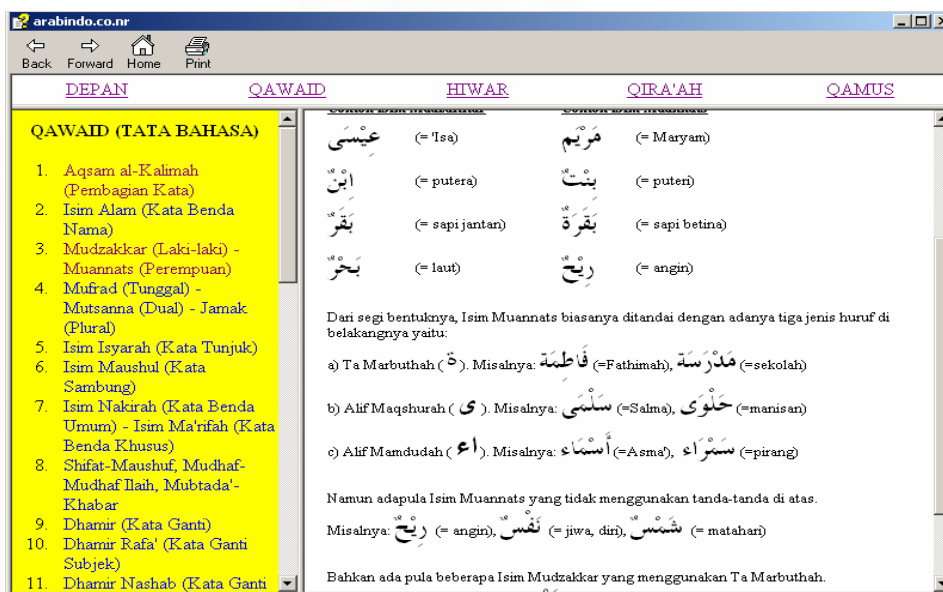 arabindo.co.nr
Back Forward Home Print
DEPAN QAWAID HIWAR QIRA'AH QAMUS
QAWAID (TATA BAHASA)
1. Aqsam al-Kalimah
(Pembagian Kata)
2. Isim Alam (Kata Benda
Nama)
3. Mudzakkar (Laki-laki) -
Muannats (Perempuan)
4. Mufrad (Tunggal) -
Mutsanna (Dual) - Jamak
(Plural)
5. Isim Isyarah (Kata Tunjuk)
6. Isim Maushul (Kata
Sambung)
7. Isim Nakirah (Kata Benda
Umum) - Isim Ma'rifah (Kata
Benda Khusus)
8. Shifat-Maushuf, Mudhaf-
Mudhaf Ilaih, Mubtada'-
Khabar
9. Dhamir (Kata Ganti)
10. Dhamir Rafa' (Kata Ganti
Subjek)
11. Dhamir Nashab (Kata Ganti
Contoh Isim Mudzakkar Contoh Isim Muannats
عِيْسَى (= 'Isa) مَرْيَم (= Maryam)
ابْنٌ (= putera) بِنْتٌ (= puteri)
بَقَرٌ (= sapi jantan) بَقَرَةٌ (= sapi betina)
بَحْرٌ (= laut) رِيْحٌ (= angin)
Dari segi bentuknya, Isim Muannats biasanya ditandai dengan adanya tiga jenis huruf di
belakangnya yaitu:
a) Ta Marbuthah ( ة ). Misalnya: فَاطِمَة (=Fathimah), مَدْرَسَة (=sekolah)
b) Alif Maqshurah ( ى ). Misalnya: سَلْمَى (=Salma), حَلْوَى (=manisan)
c) Alif Mamdudah ( اء ). Misalnya: أَسْمَاء (=Asma'), سَمْرَاء (=pirang)
Namun adapula Isim Muannats yang tidak menggunakan tanda-tanda di atas.
Misalnya: رِيْحٌ (= angin), نَفْسٌ (= jiwa, diri), شَمْسٌ (= matahari)
Bahkan ada pula beberapa Isim Mudzakkar yang menggunakan Ta Marbuthah.